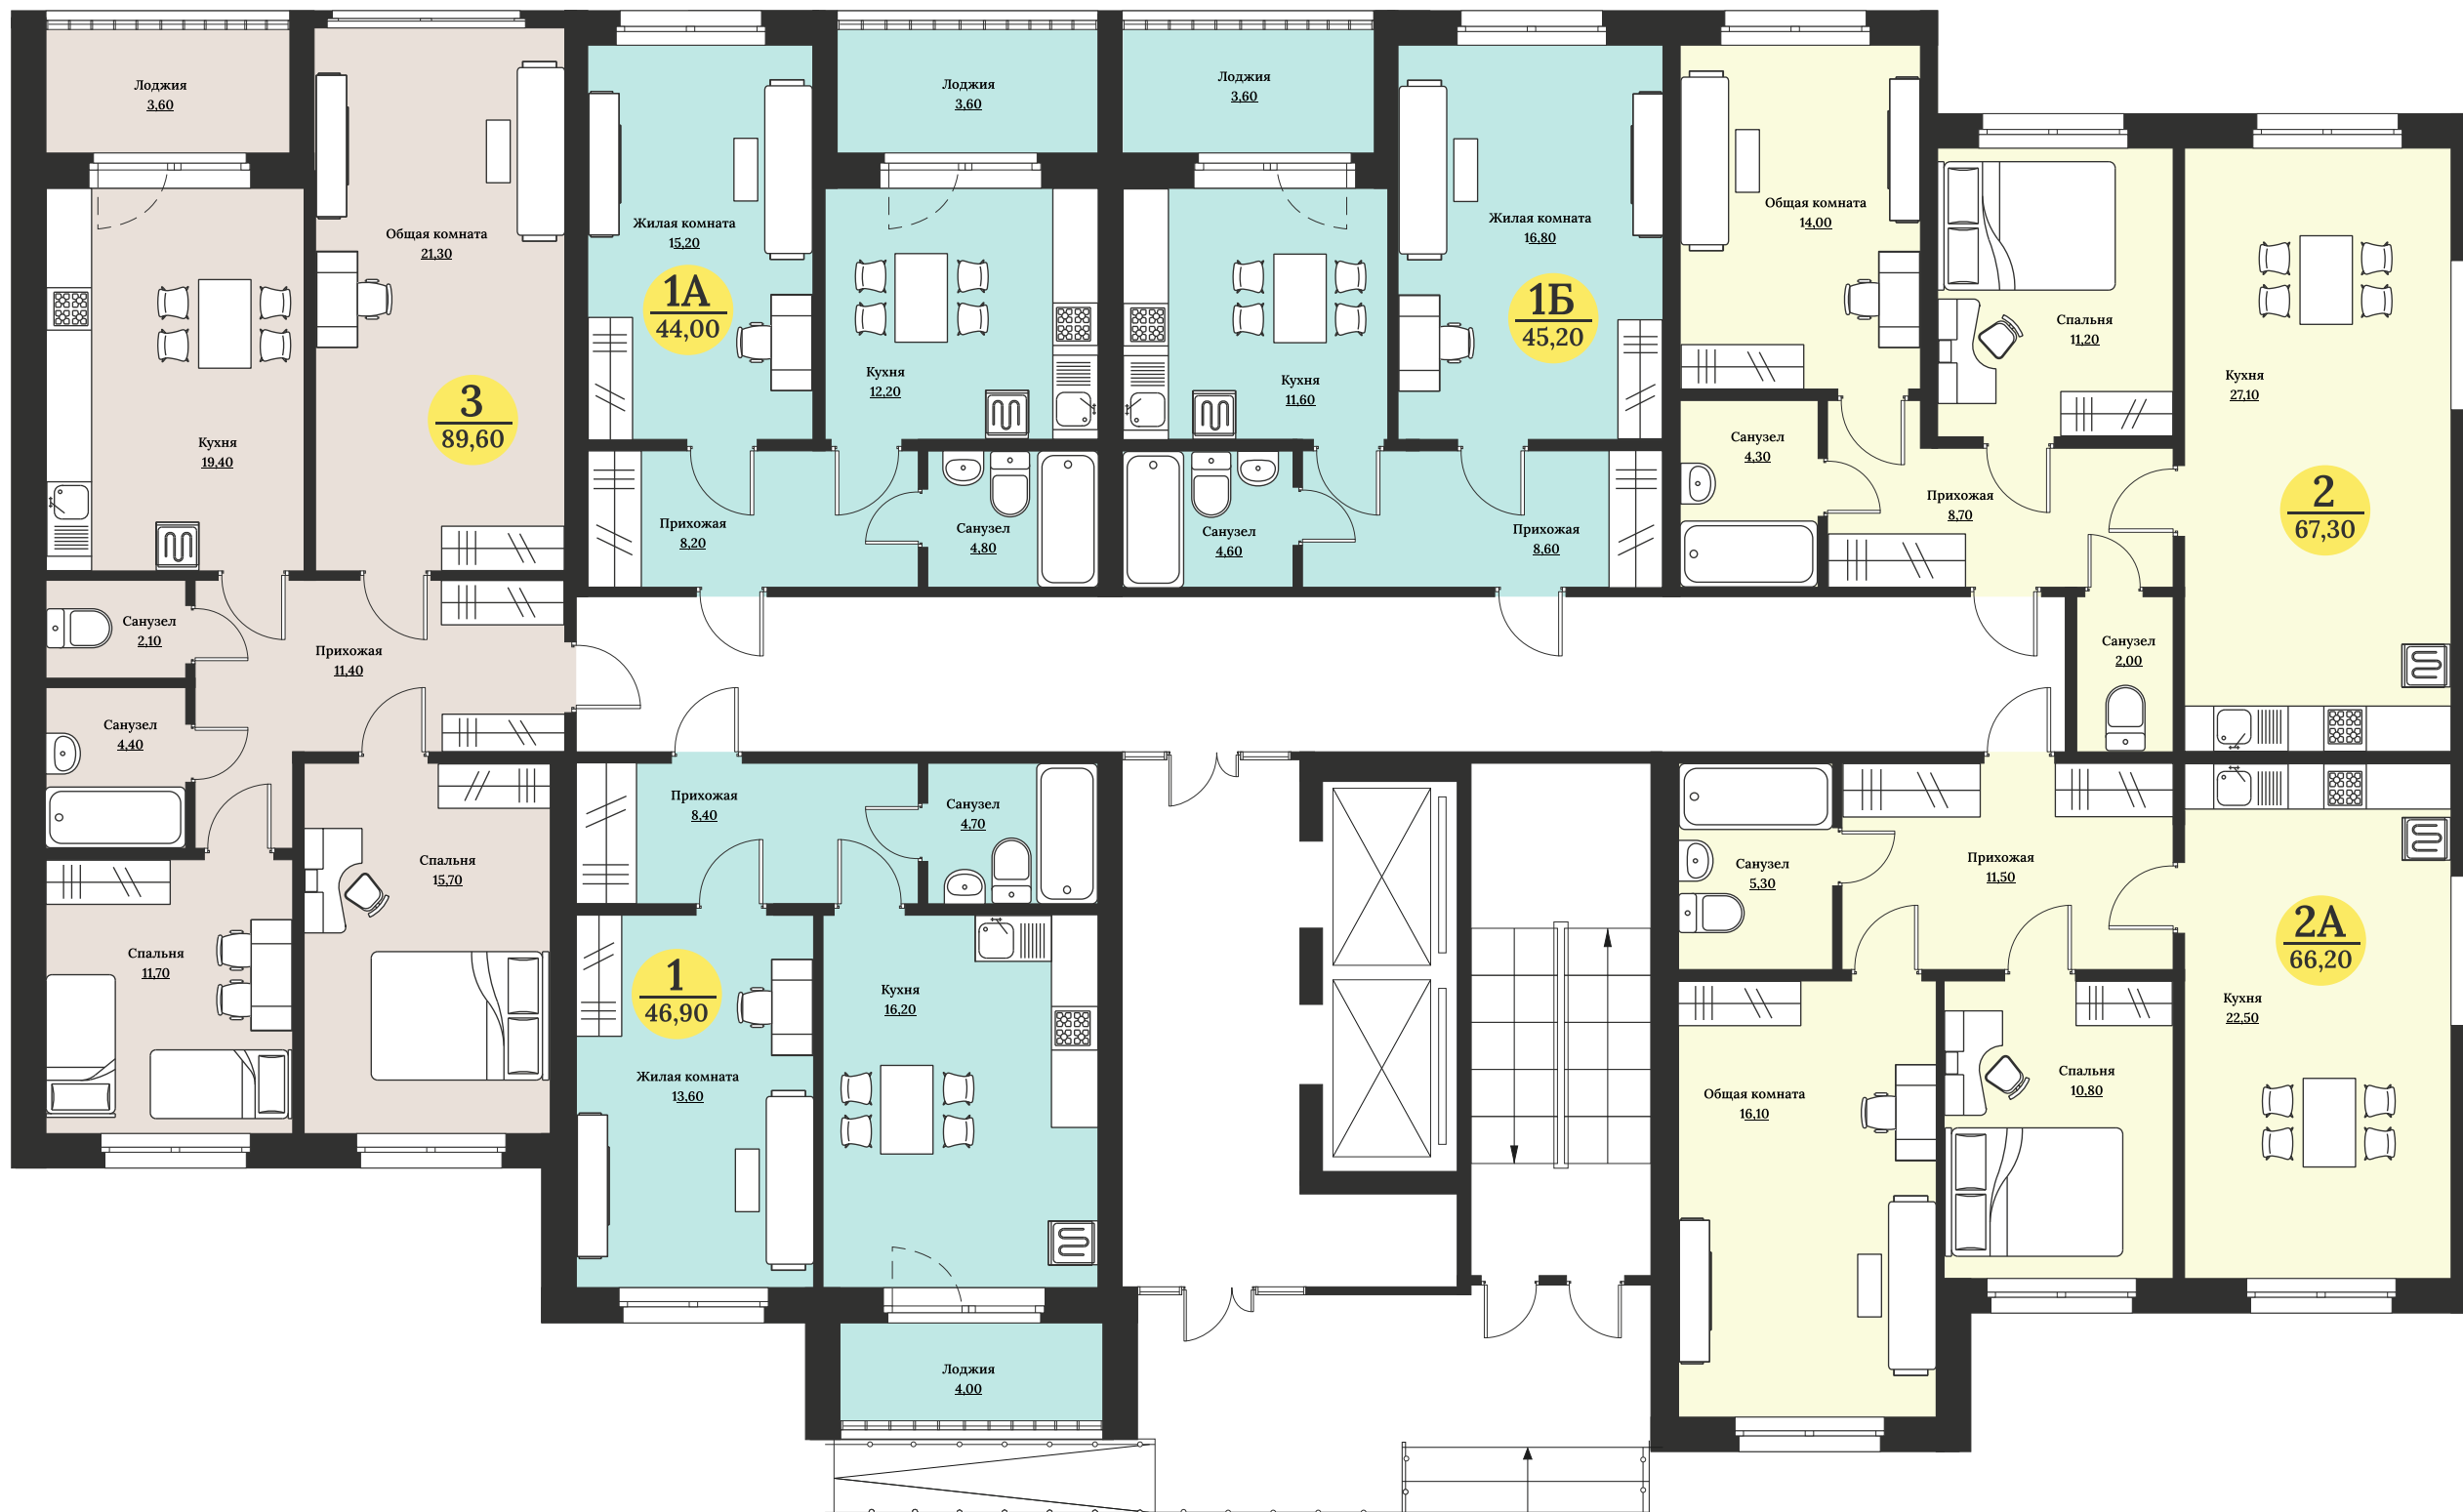 Лоджия
3,60
Общая комната
21,30
Кухня
19,40
3
89,60
Санузел
2,10
Прихожая
11,40
Санузел
4,40
Спальня
15,70
Спальня
11,70
Жилая комната
15,20
1А
44,00
Лоджия
3,60
Кухня
12,20
Прихожая
8,20
Санузел
4,80
Лоджия
3,60
Кухня
11,60
Жилая комната
16,80
1Б
45,20
Санузел
4,60
Прихожая
8,60
Общая комната
14,00
Спальня
11,20
Кухня
27,10
Санузел
4,30
Прихожая
8,70
2
67,30
Санузел
2,00
Прихожая
8,40
Санузел
4,70
1
46,90
Кухня
16,20
Жилая комната
13,60
Лоджия
4,00
Санузел
5,30
Прихожая
11,50
2А
66,20
Кухня
22,50
Общая комната
16,10
Спальня
10,80